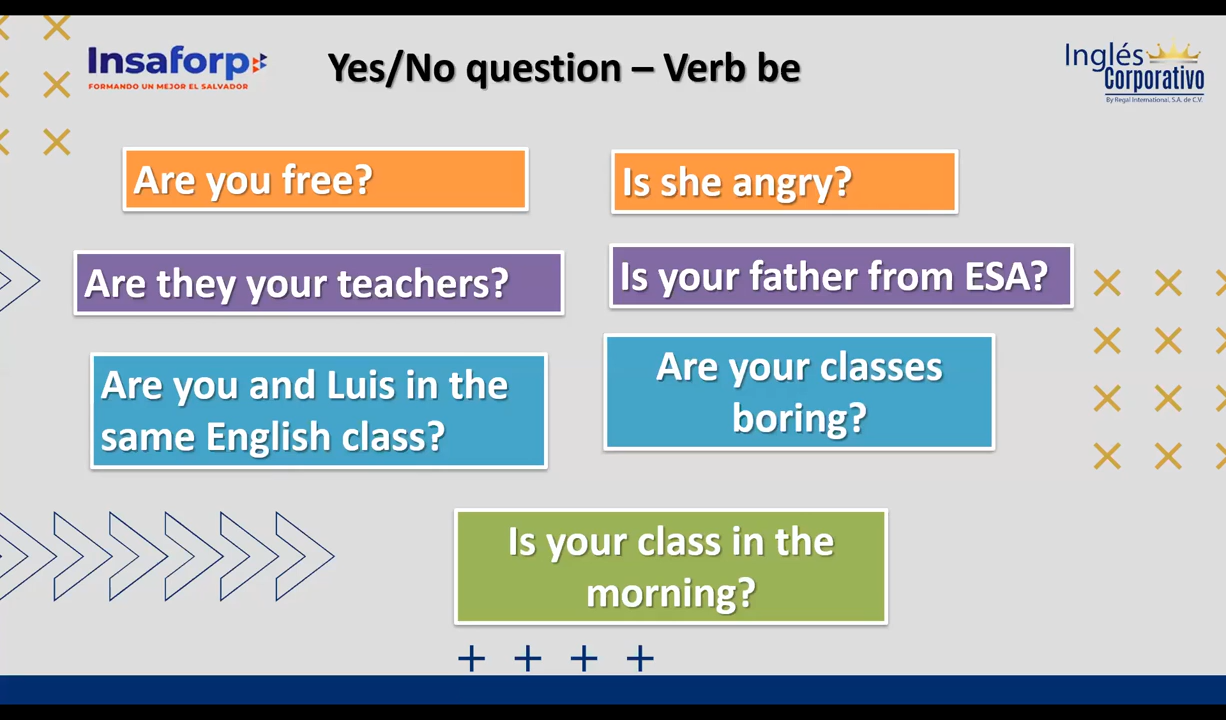 Insaforp
FORMANDO UN MEJOR EL SALVADOR
Yes/No question – Verb be
Inglés
Corporativo
By Regal International, S.A. de C.V.
Are you free?
Is she angry?
Are they your teachers?
Is your father from ESA?
Are you and Luis in the
same English class?
Are your classes
boring?
Is your class in the
morning?